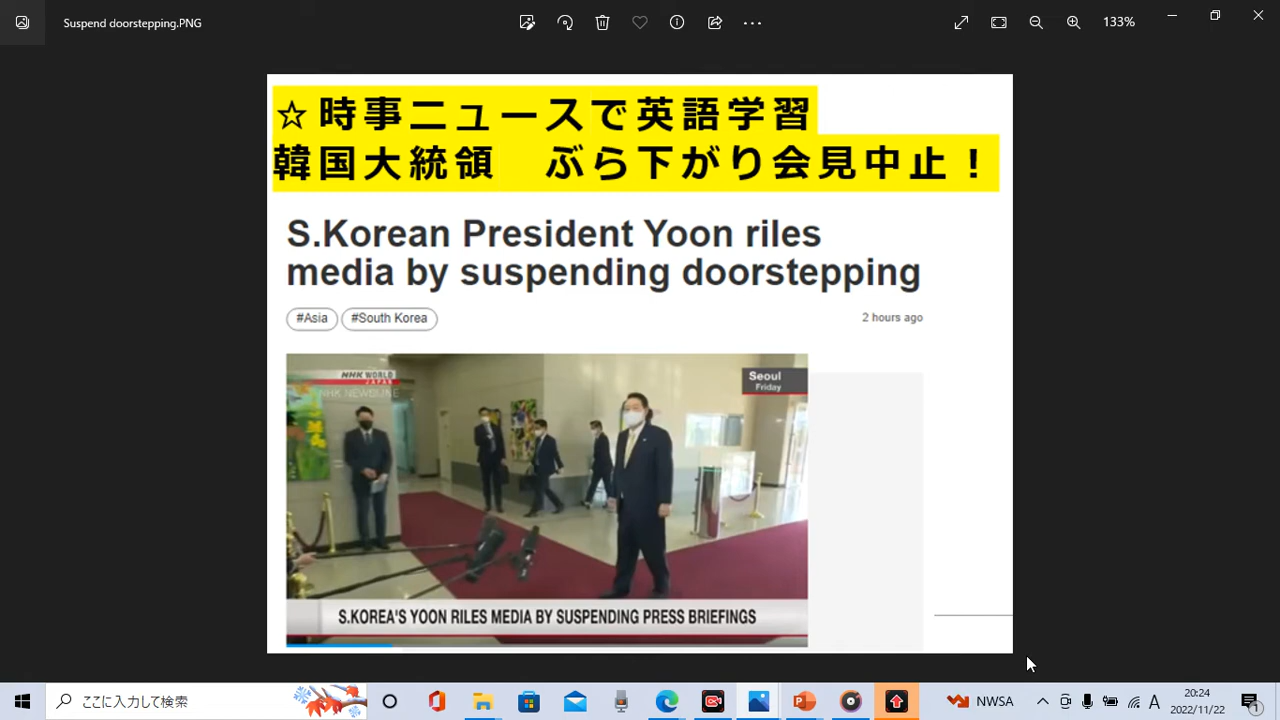 Suspend doorstepping.PNG
133%
☆時事ニュースで英語学習
韓国大統領　ぶら下がり会見中止！
S.Korean President Yoon riles
media by suspending doorstepping
#Asia #South Korea
2 hours ago
NHK WORLD
JAPAN
NHK NEWSLINE
Seoul
Friday
S.KOREA'S YOON RILES MEDIA BY SUSPENDING PRESS BRIEFINGS
ここに入力して検索
NWSA
A
20:24
2022/11/22
1